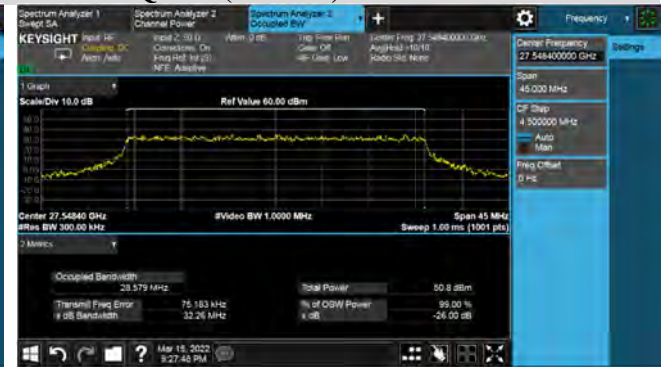 Spectrum Analyzer 1
Swept SA
Spectrum Analyzer 2
Channel Power
Spectrum Analyzer 3
Occupied BW
+
Frequency
KEYSIGHT Input: RF
Coupling: DC
Align: Auto
Input Z: 50 Ω
Corrections: On
Freq Ref: Int (S)
NFE: Adaptive
Atten: 0 dB
Trig: Free Run
Gate: Off
#IF Gain: Low
Center Freq: 27.548400000 GHz
Avg|Hold: >10/10
Radio Std: None
Center Frequency
27.548400000 GHz
Settings
Span
45.000 MHz
CF Step
4.500000 MHz
Auto
Man
Freq Offset
0 Hz
1 Graph
Scale/Div 10.0 dB
Ref Value 60.00 dBm
Center 27.54840 GHz
#Res BW 300.00 kHz
#Video BW 1.0000 MHz
Span 45 MHz
Sweep 1.00 ms (1001 pts)
2 Metrics
Occupied Bandwidth
28.579 MHz
Total Power
50.8 dBm
Transmit Freq Error
75.183 kHz
% of OBW Power
99.00 %
x dB Bandwidth
32.26 MHz
x dB
-26.00 dB
?
Mar 15, 2022
9:27:48 PM